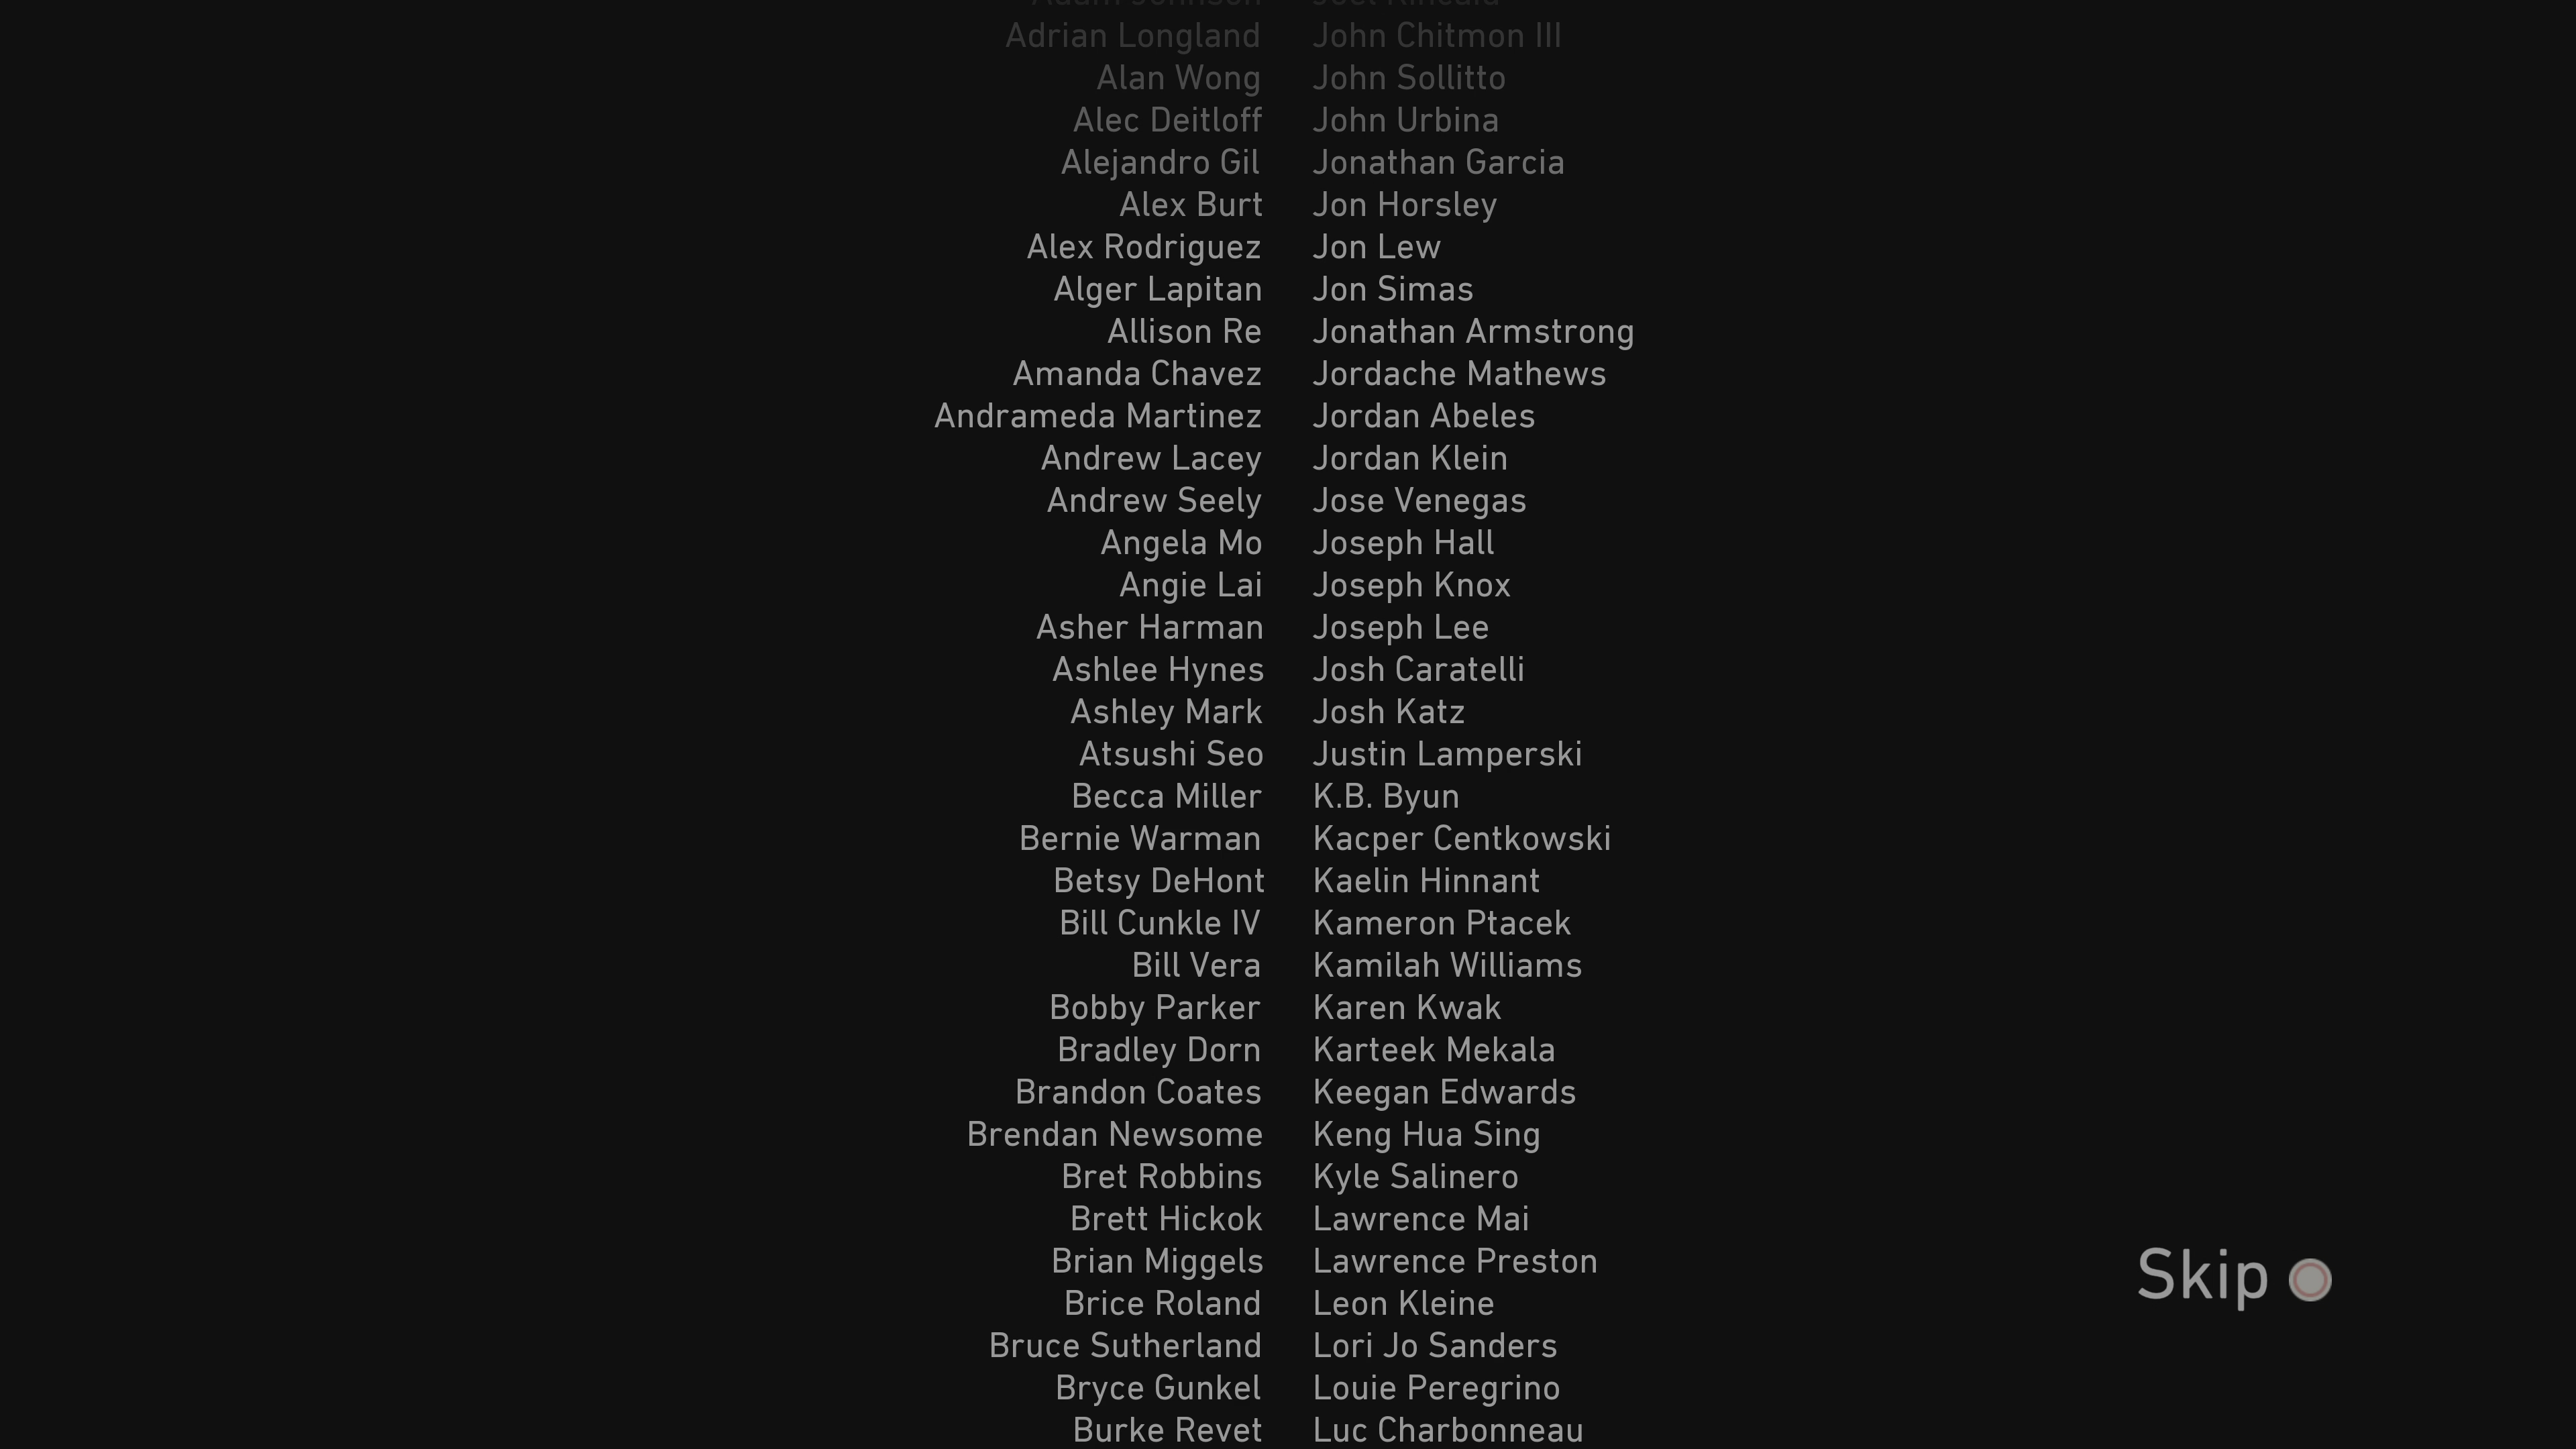 Adam Johnson Joel Kincaid
Adrian Longland John Chitmon III
Alan Wong John Sollitto
Alec Deitloff John Urbina
Alejandro Gil Jonathan Garcia
Alex Burt Jon Horsley
Alex Rodriguez Jon Lew
Alger Lapitan Jon Simas
Allison Re Jonathan Armstrong
Amanda Chavez Jordache Mathews
Andrameda Martinez Jordan Abeles
Andrew Lacey Jordan Klein
Andrew Seely Jose Venegas
Angela Mo Joseph Hall
Angie Lai Joseph Knox
Asher Harman Joseph Lee
Ashlee Hynes Josh Caratelli
Ashley Mark Josh Katz
Atsushi Seo Justin Lamperski
Becca Miller K.B. Byun
Bernie Warman Kacper Centkowski
Betsy DeHont Kaelin Hinnant
Bill Cunkle IV Kameron Ptacek
Bill Vera Kamilah Williams
Bobby Parker Karen Kwak
Bradley Dorn Karteek Mekala
Brandon Coates Keegan Edwards
Brendan Newsome Keng Hua Sing
Bret Robbins Kyle Salinero
Brett Hickok Lawrence Mai
Brian Miggels Lawrence Preston
Brice Roland Leon Kleine
Bruce Sutherland Lori Jo Sanders
Bryce Gunkel Louie Peregrino
Burke Revet Luc Charbonneau
Skip